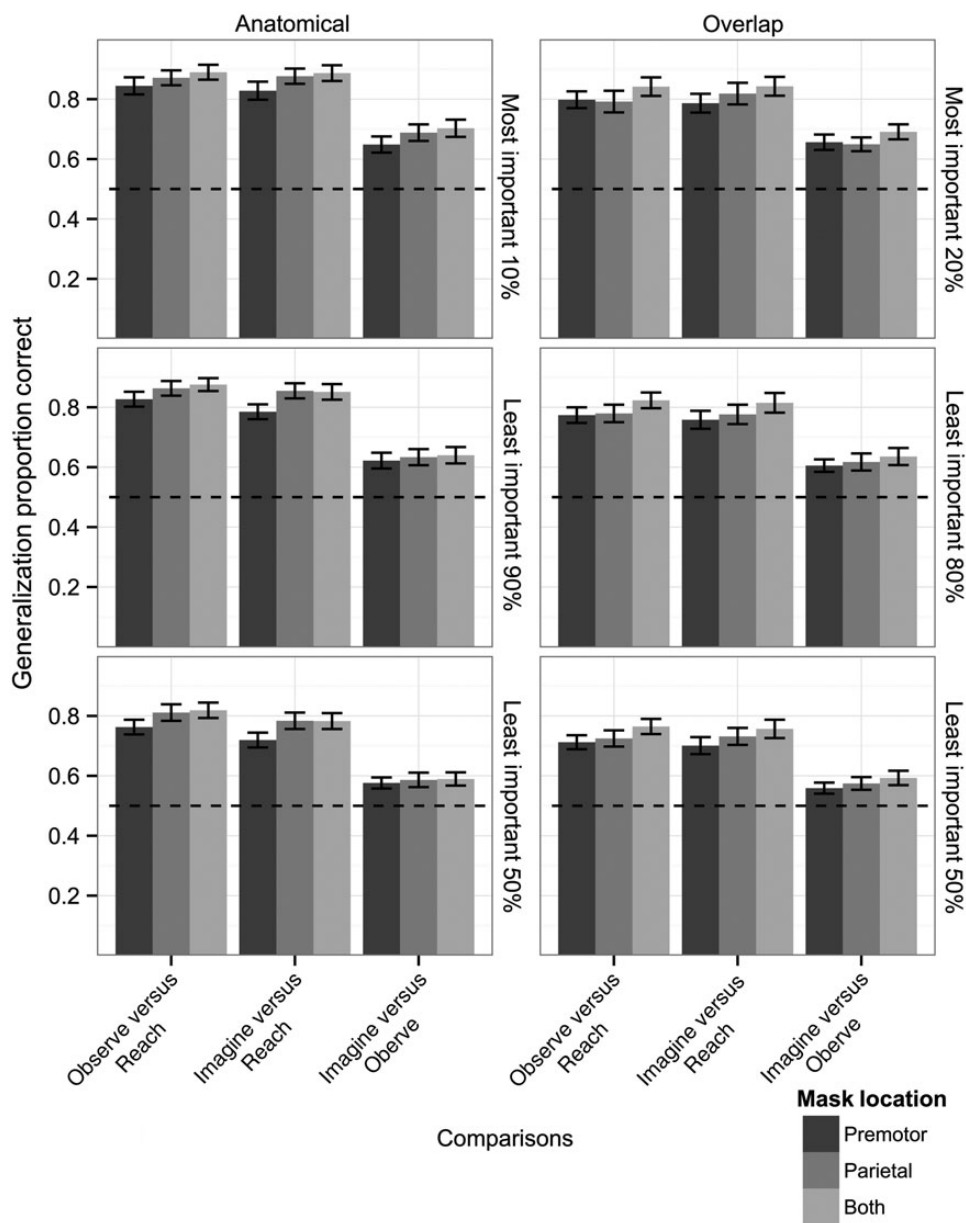 Anatomical
Overlap
Generalization proportion correct
0.8
0.6
0.4
0.2
Most important 10%
Most important 20%
0.8
0.6
0.4
0.2
Least important 90%
Least important 80%
0.8
0.6
0.4
0.2
Least important 50%
Least important 50%
Observe versus
Reach
Imagine versus
Reach
Imagine versus
Oberve
Observe versus
Reach
Imagine versus
Reach
Imagine versus
Oberve
Comparisons
Mask location
Premotor
Parietal
Both